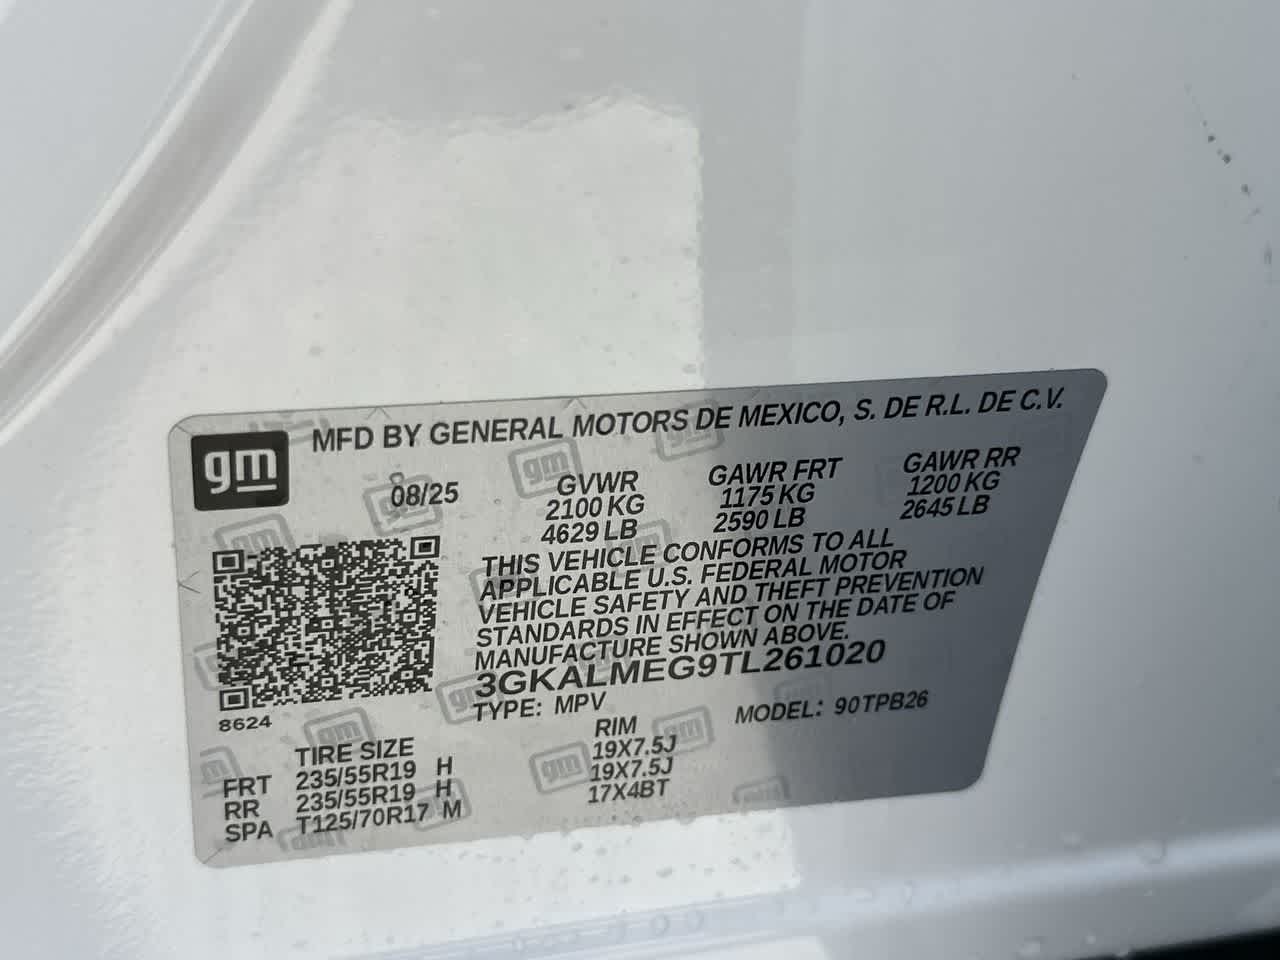 gm
MFD BY GENERAL MOTORS DE MEXICO, S. DE R.L. DE C.V.
08/25
GVWR
2100 KG
4629 LB
GAWR FRT
1175 KG
2590 LB
GAWR RR
1200 KG
2645 LB
THIS VEHICLE CONFORMS TO ALL
APPLICABLE U.S. FEDERAL MOTOR
VEHICLE SAFETY AND THEFT PREVENTION
STANDARDS IN EFFECT ON THE DATE OF
MANUFACTURE SHOWN ABOVE.
3GKALMEG9TL261020
TYPE: MPV
MODEL: 90TPB26
8624
TIRE SIZE RIM
FRT 235/55R19 H 19X7.5J
RR 235/55R19 H 19X7.5J
SPA T125/70R17 M 17X4BT